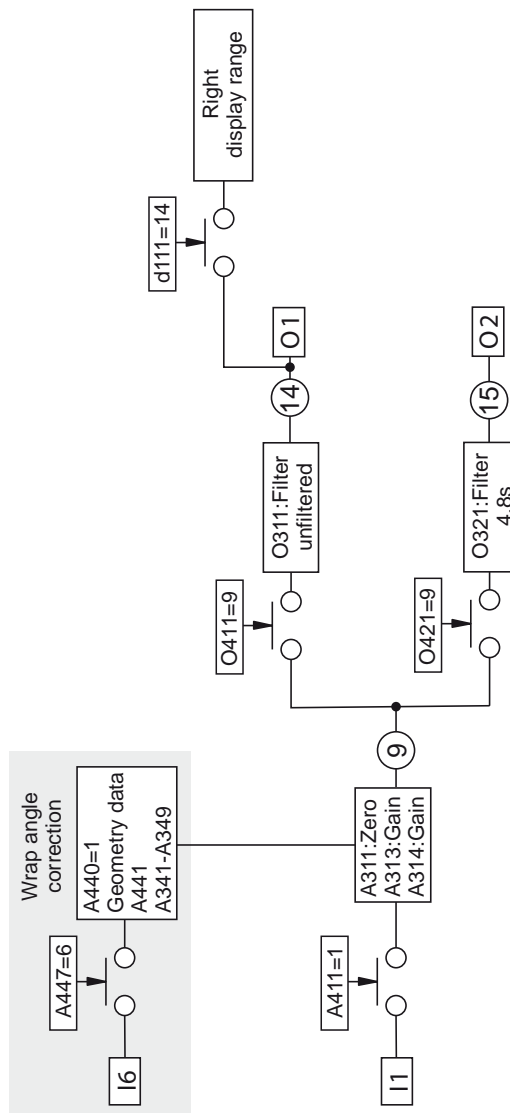 Wrap angle
correction
A447=6
I6
A440=1
Geometry data
A441
A341-A349
A411=1
I1
A311:Zero
A313:Gain
A314:Gain
9
O411=9
O311:Filter
unfiltered
14
O1
d111=14
Right
display range
O421=9
O321:Filter
4.8s
15
O2